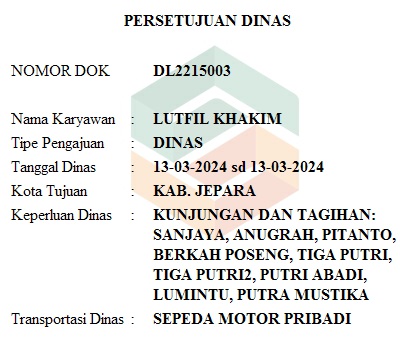 PERSETUJUAN DINAS
NOMOR DOK DL2215003
Nama Karyawan : LUTFIL KHAKIM
Tipe Pengajuan : DINAS
Tanggal Dinas : 13-03-2024 sd 13-03-2024
Kota Tujuan : KAB. JEPARA
Keperluan Dinas : KUNJUNGAN DAN TAGIHAN:
SANJAYA, ANUGRAH, PITANTO,
BERKAH POSENG, TIGA PUTRI,
TIGA PUTRI2, PUTRI ABADI,
LUMINTU, PUTRA MUSTIKA
Transportasi Dinas : SEPEDA MOTOR PRIBADI